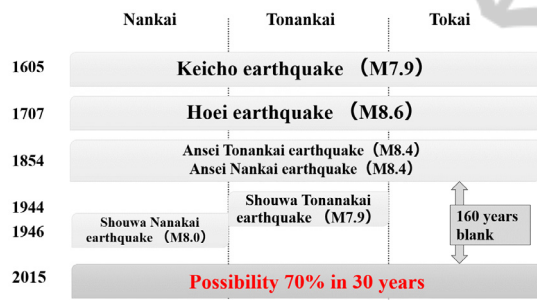 Nankai Tonankai Tokai
1605 Keicho earthquake （M7.9）
1707 Hoei earthquake （M8.6）
1854 Ansei Tonankai earthquake (M8.4)
Ansei Nankai earthquake (M8.4)
1944 Shouwa Tonanakai
earthquake （M7.9）
1946 Shouwa Nanakai
earthquake （M8.0）
160 years
blank
2015 Possibility 70% in 30 years